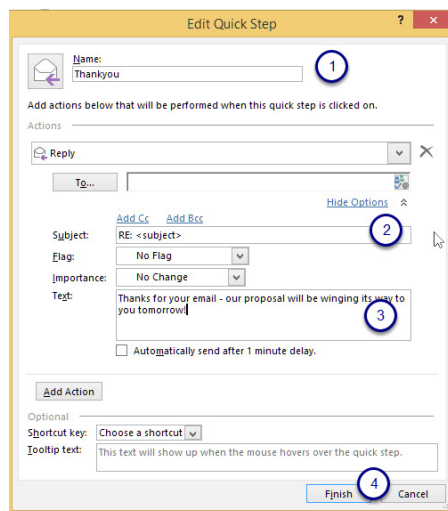 Edit Quick Step
? ×
Name:
Thankyou
1
Add actions below that will be performed when this quick step is clicked on.
Actions
Reply
To...
Hide Options
Add Cc Add Bcc
2
Subject: RE: <subject>
Flag: No Flag
Importance: No Change
Text: Thanks for your email - our proposal will be winging its way to
you tomorrow!
3
Automatically send after 1 minute delay.
Add Action
Optional
Shortcut key: Choose a shortcut
Tooltip text: This text will show up when the mouse hovers over the quick step.
4
Finish Cancel